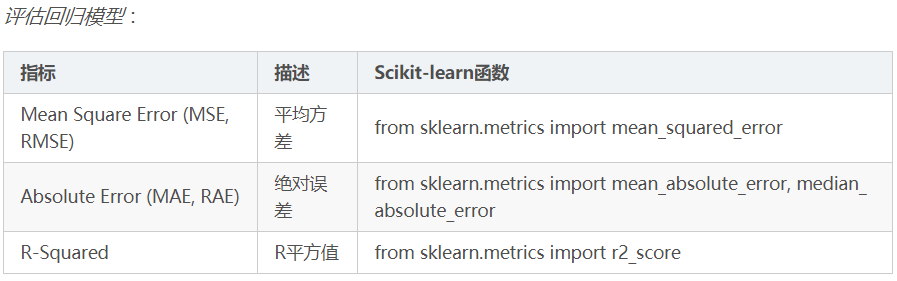 评估回归模型：
指标 描述 Scikit-learn函数
Mean Square Error (MSE, RMSE) 平均方差 from sklearn.metrics import mean_squared_error
Absolute Error (MAE, RAE) 绝对误差 from sklearn.metrics import mean_absolute_error, median_absolute_error
R-Squared R平方值 from sklearn.metrics import r2_score